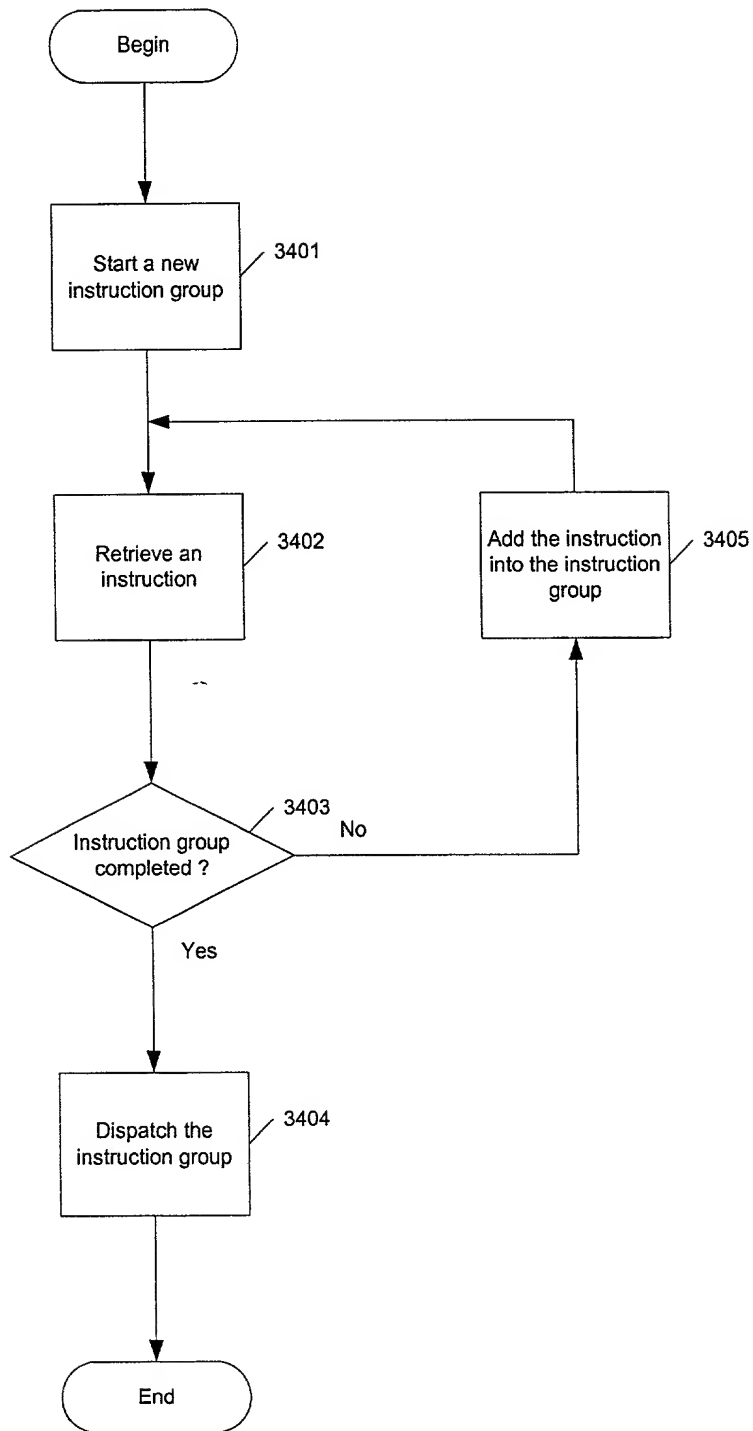 Begin
Start a new
instruction group
3401
Retrieve an
instruction
3402
Add the instruction
into the instruction
group
3405
Instruction group
completed ?
3403
No
Yes
Dispatch the
instruction group
3404
End